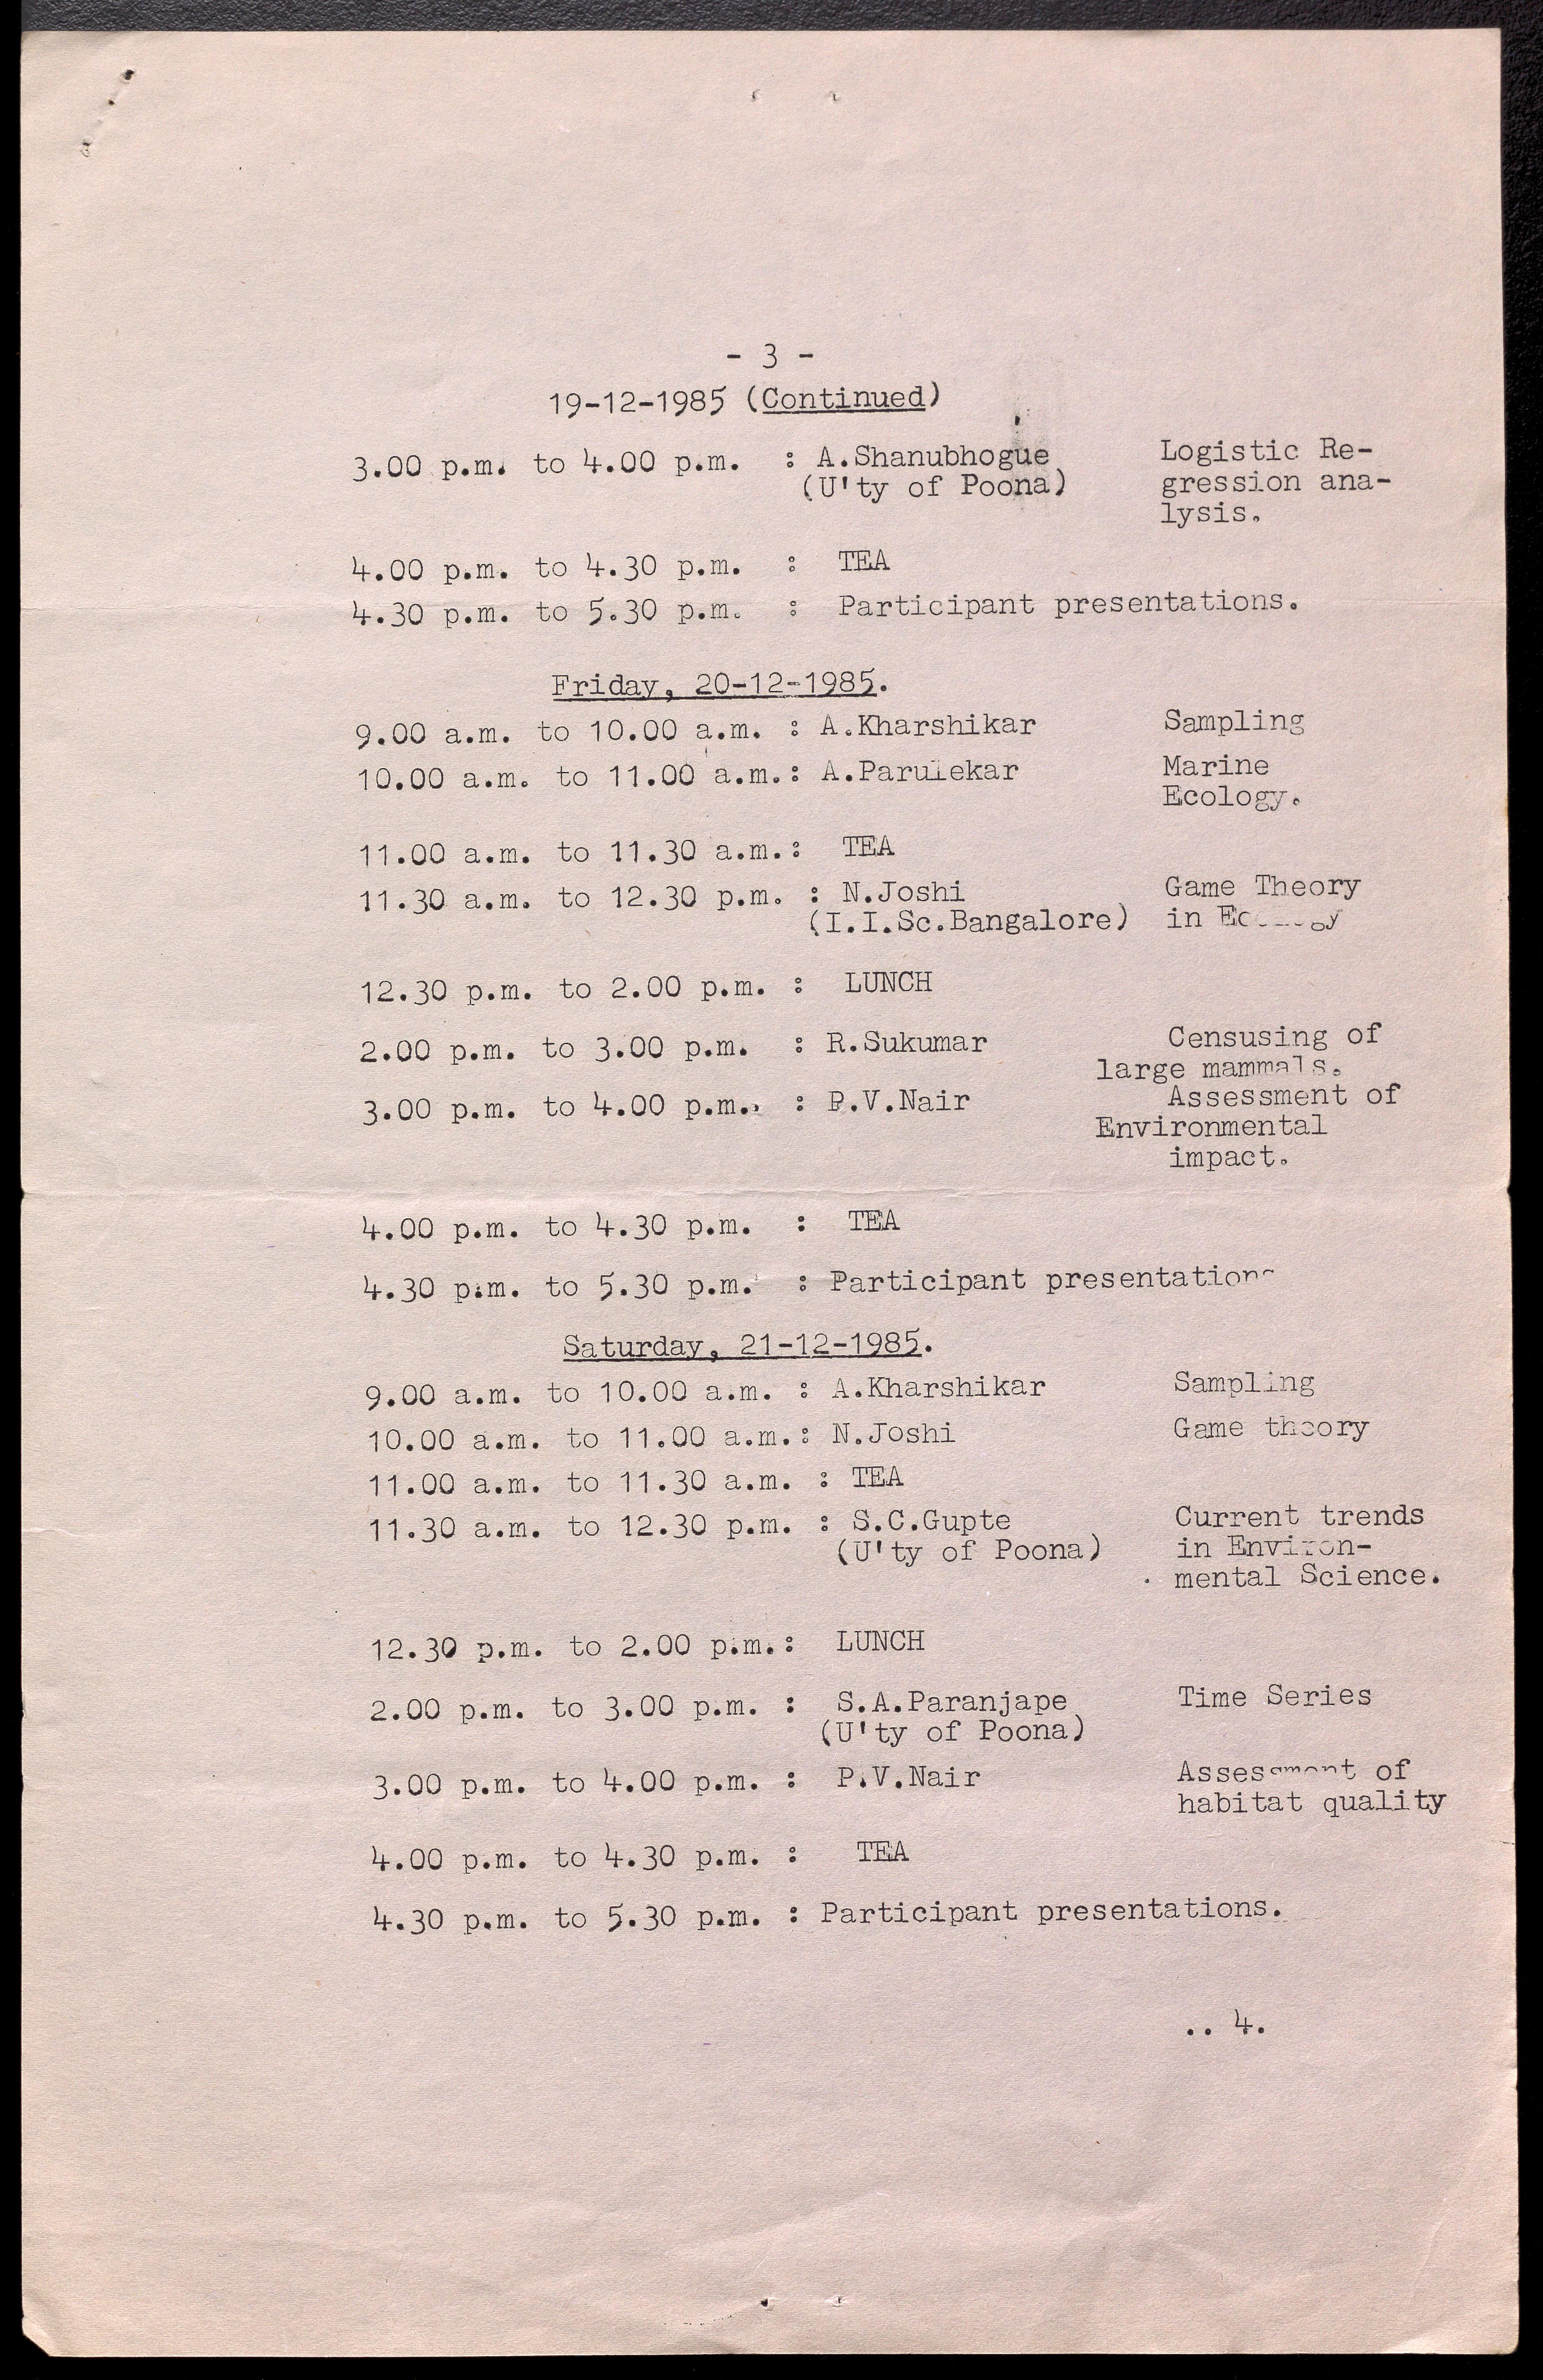 - 3 -
19-12-1985 (Continued)
3.00 p.m. to 4.00 p.m. : A.Shanubhogue Logistic Re-
(U'ty of Poona) gression ana-
lysis.
4.00 p.m. to 4.30 p.m. : TEA
4.30 p.m. to 5.30 p.m. : Participant presentations.
Friday, 20-12-1985.
9.00 a.m. to 10.00 a.m. : A.Kharshikar Sampling
10.00 a.m. to 11.00 a.m.: A.Parulekar Marine
Ecology.
11.00 a.m. to 11.30 a.m.: TEA
11.30 a.m. to 12.30 p.m. : N.Joshi Game Theory
(I.I.Sc.Bangalore) in Ecology
12.30 p.m. to 2.00 p.m. : LUNCH
2.00 p.m. to 3.00 p.m. : R.Sukumar Censusing of
large mammals.
3.00 p.m. to 4.00 p.m. : P.V.Nair Assessment of
Environmental
impact.
4.00 p.m. to 4.30 p.m. : TEA
4.30 p.m. to 5.30 p.m. : Participant presentations
Saturday, 21-12-1985.
9.00 a.m. to 10.00 a.m. : A.Kharshikar Sampling
10.00 a.m. to 11.00 a.m.: N.Joshi Game theory
11.00 a.m. to 11.30 a.m. : TEA
11.30 a.m. to 12.30 p.m. : S.C.Gupte Current trends
(U'ty of Poona) in Environ-
mental Science.
12.30 p.m. to 2.00 p.m.: LUNCH
2.00 p.m. to 3.00 p.m. : S.A.Paranjape Time Series
(U'ty of Poona)
3.00 p.m. to 4.00 p.m. : P.V.Nair Assessment of
habitat quality
4.00 p.m. to 4.30 p.m. : TEA
4.30 p.m. to 5.30 p.m. : Participant presentations.
.. 4.